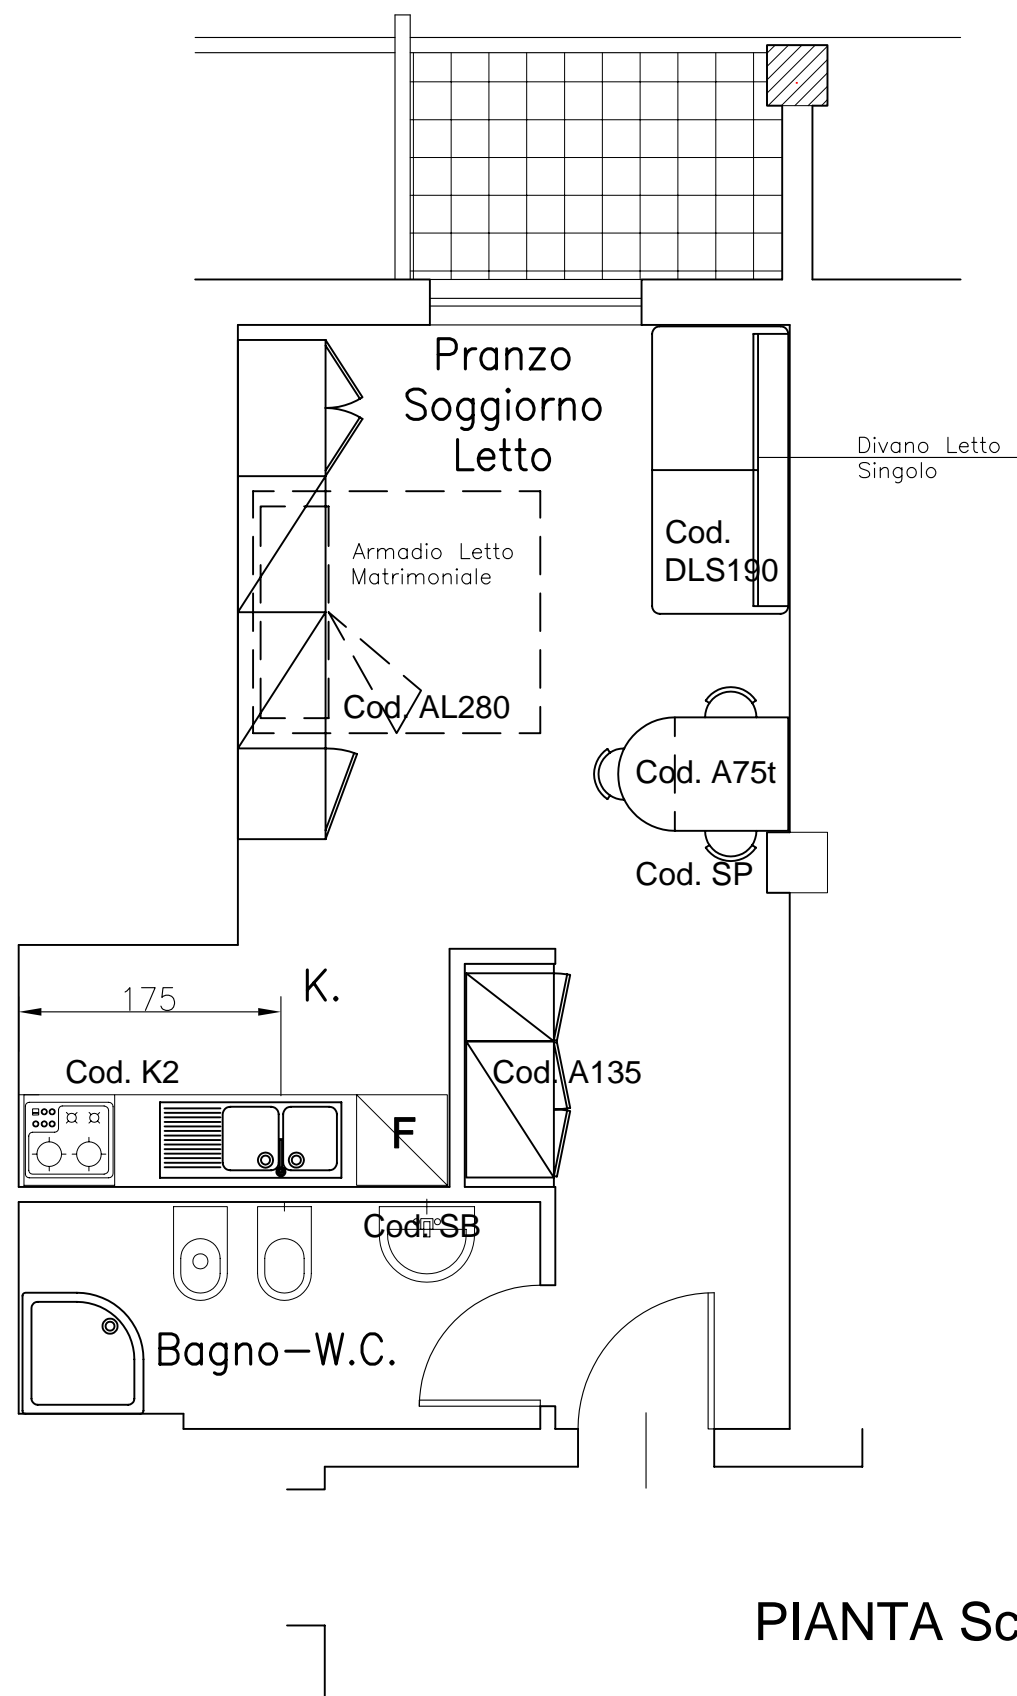 Pranzo
Soggiorno
Letto
Divano Letto
Singolo
Cod.
DLS190
Armadio Letto
Matrimoniale
Cod. AL280
Cod. A75t
Cod. SP
K.
175
Cod. K2
Cod. A135
F
Cod. SB
Bagno-W.C.
PIANTA Sc